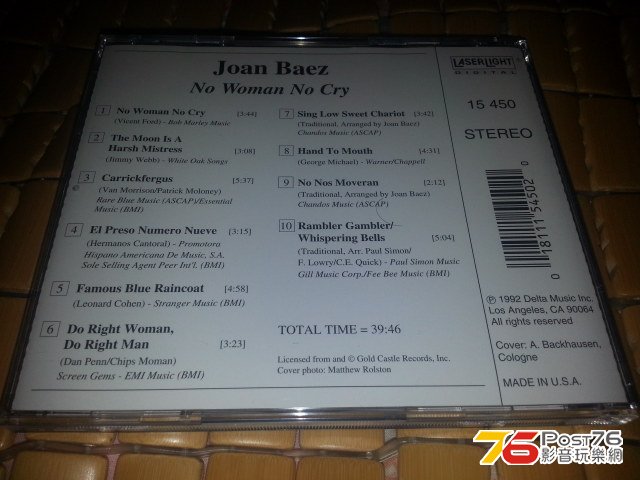 Joan Baez
No Woman No Cry
1 No Woman No Cry [3:44]
(Vicent Ford) - Bob Marley Music
2 The Moon Is A
Harsh Mistress [3:08]
(Jimmy Webb) - White Oak Songs
3 Carrickfergus [5:37]
(Van Morrison/Patrick Moloney)
Rare Blue Music (ASCAP)/Essential
Music (BMI)
4 El Preso Numero Nueve [3:15]
(Hermanos Cantoral) - Promotora
Hispano Americana De Music, S.A.
Sole Selling Agent Peer Int'l. (BMI)
5 Famous Blue Raincoat [4:58]
(Leonard Cohen) - Stranger Music (BMI)
6 Do Right Woman,
Do Right Man [3:23]
(Dan Penn/Chips Moman)
Screen Gems - EMI Music (BMI)
7 Sing Low Sweet Chariot [3:42]
(Traditional, Arranged by Joan Baez)
Chandos Music (ASCAP)
8 Hand To Mouth [4:31]
(George Michael) - Warner/Chappell
9 No Nos Moveran [2:12]
(Traditional, Arranged by Joan Baez)
Chandos Music (ASCAP)
10 Rambler Gambler/
Whispering Bells [5:04]
(Traditional, Arr. Paul Simon/
F. Lowry/C.E. Quick) - Paul Simon Music
Gill Music Corp./Fee Bee Music (BMI)
TOTAL TIME = 39:46
Licensed from and © Gold Castle Records, Inc.
Cover photo: Matthew Rolston
LASERLIGHT
DIGITAL
15 450
STEREO
0 18111 54502 0
℗ 1992 Delta Music Inc.
Los Angeles, CA 90064
All rights reserved
Cover: A. Backhausen,
Cologne
MADE IN U.S.A.
76 Post76
影音玩樂網